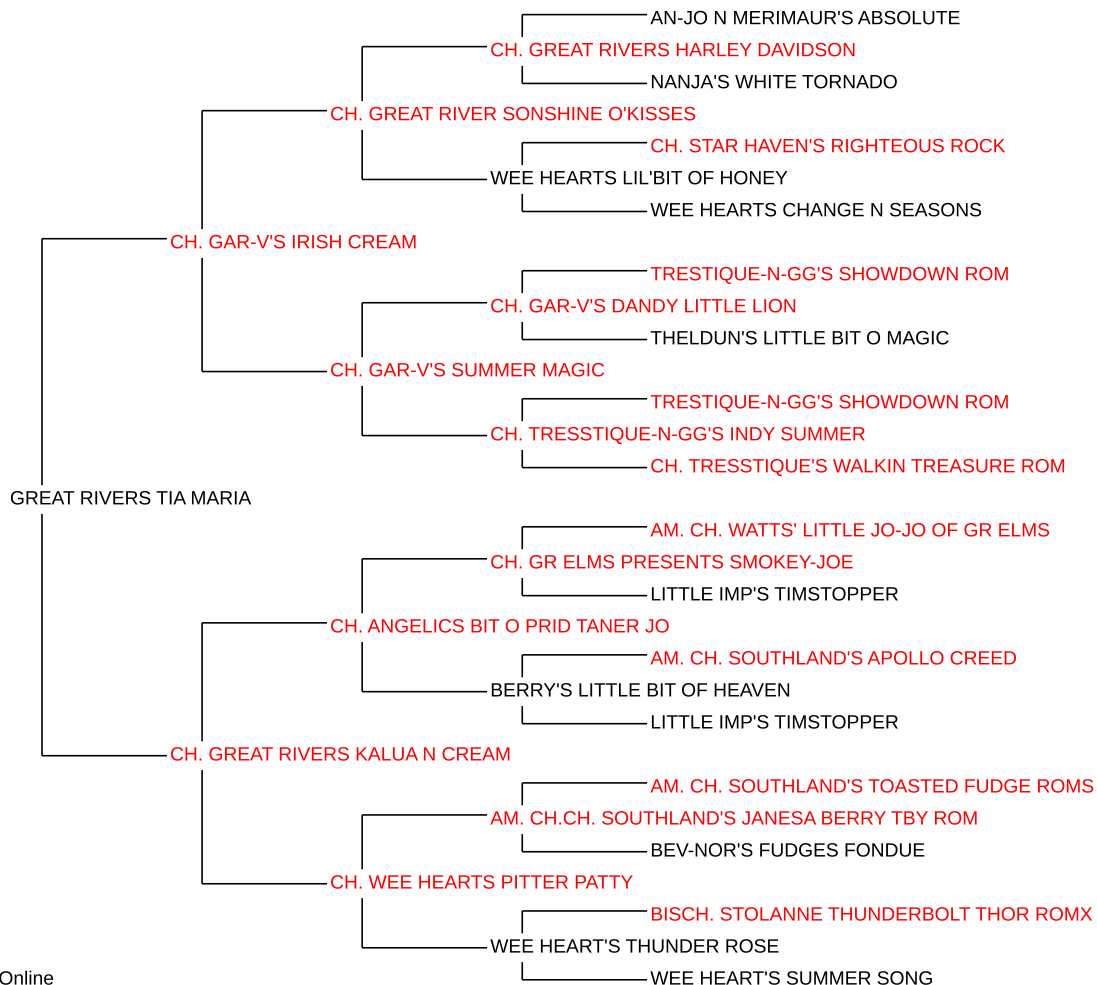 AN-JO N MERIMAUR'S ABSOLUTE
CH. GREAT RIVERS HARLEY DAVIDSON
NANJA'S WHITE TORNADO
CH. GREAT RIVER SONSHINE O'KISSES
CH. STAR HAVEN'S RIGHTEOUS ROCK
WEE HEARTS LIL'BIT OF HONEY
WEE HEARTS CHANGE N SEASONS
CH. GAR-V'S IRISH CREAM
TRESTIQUE-N-GG'S SHOWDOWN ROM
CH. GAR-V'S DANDY LITTLE LION
THELDUN'S LITTLE BIT O MAGIC
CH. GAR-V'S SUMMER MAGIC
TRESTIQUE-N-GG'S SHOWDOWN ROM
CH. TRESSTIQUE-N-GG'S INDY SUMMER
CH. TRESSTIQUE'S WALKIN TREASURE ROM
GREAT RIVERS TIA MARIA
AM. CH. WATTS' LITTLE JO-JO OF GR ELMS
CH. GR ELMS PRESENTS SMOKEY-JOE
LITTLE IMP'S TIMSTOPPER
CH. ANGELICS BIT O PRID TANER JO
AM. CH. SOUTHLAND'S APOLLO CREED
BERRY'S LITTLE BIT OF HEAVEN
LITTLE IMP'S TIMSTOPPER
CH. GREAT RIVERS KALUA N CREAM
AM. CH. SOUTHLAND'S TOASTED FUDGE ROMS
AM. CH.CH. SOUTHLAND'S JANESA BERRY TBY ROM
BEV-NOR'S FUDGES FONDUE
CH. WEE HEARTS PITTER PATTY
BISCH. STOLANNE THUNDERBOLT THOR ROMX
WEE HEART'S THUNDER ROSE
WEE HEART'S SUMMER SONG
Online